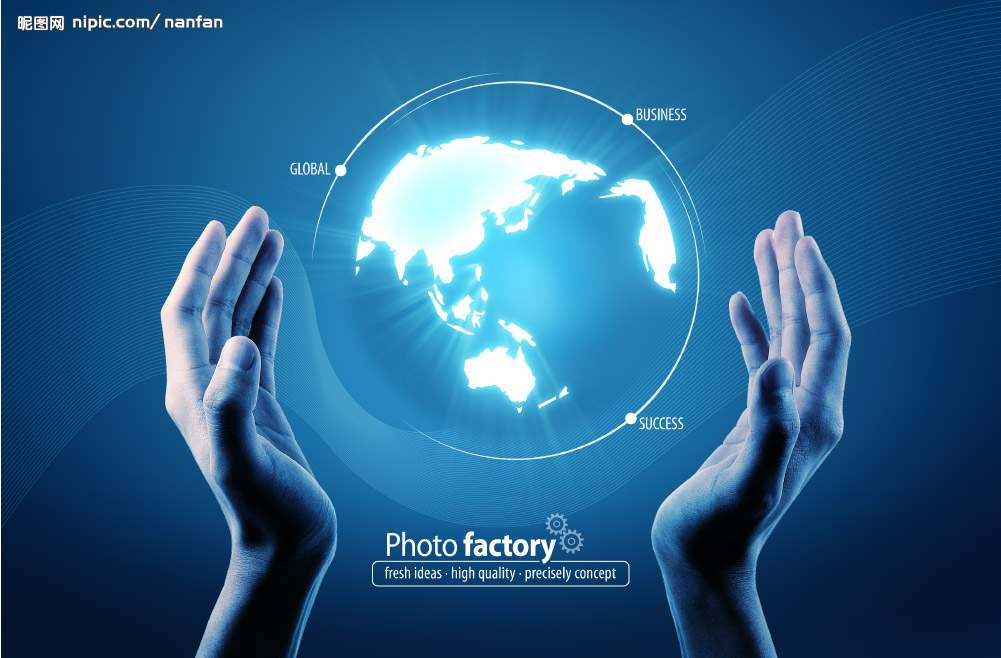 昵图网 nipic.com/ nanfan
BUSINESS
GLOBAL
SUCCESS
Photo factory
fresh ideas · high quality · precisely concept